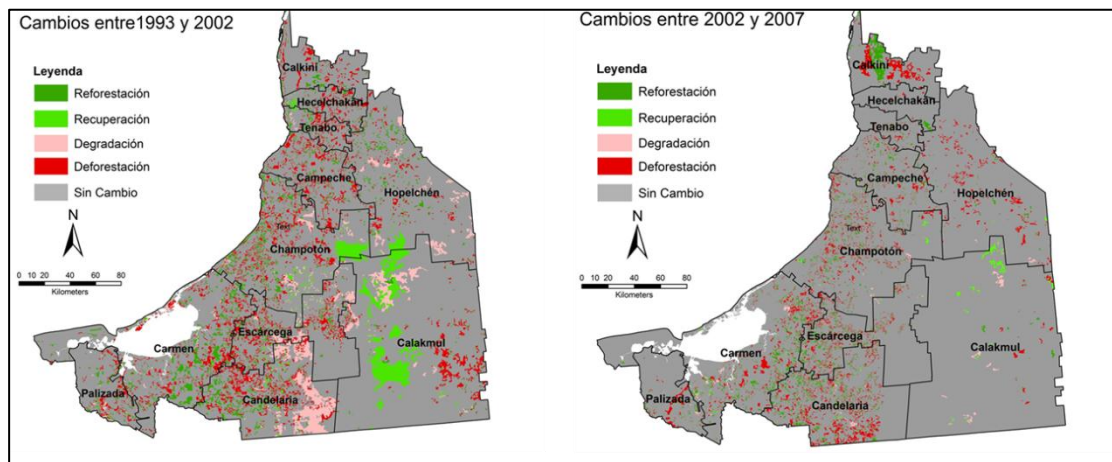 Cambios entre1993 y 2002
Leyenda
Reforestación
Recuperación
Degradación
Deforestación
Sin Cambio
N
0 10 20 40 60 80
Kilometers
Calkiní
Hecelchakán
Tenabo
Campeche
Hopelchén
Text
Champotón
Escárcega
Carmen
Calakmul
Palizada
Candelaria
Cambios entre 2002 y 2007
Leyenda
Reforestación
Recuperación
Degradación
Deforestación
Sin Cambio
N
0 10 20 40 60 80
Kilometers
Calkiní
Hecelchakán
Tenabo
Campeche
Hopelchén
Text
Champotón
Escárcega
Carmen
Calakmul
Palizada
Candelaria